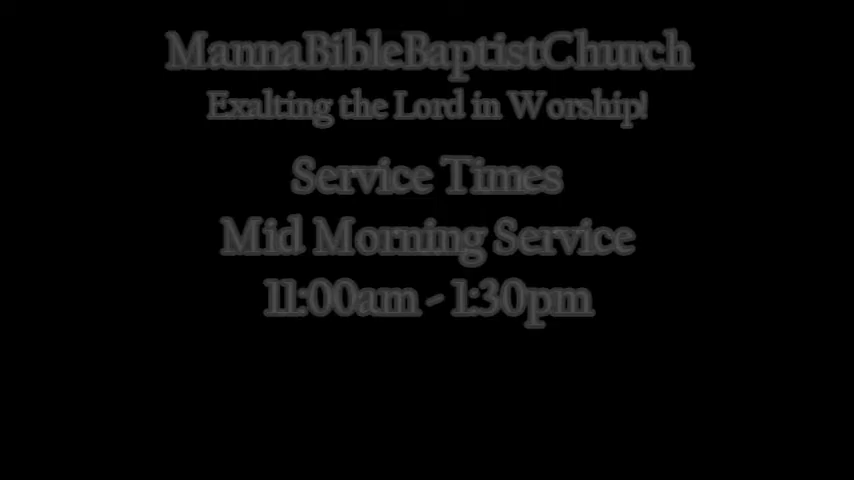 MannaBibleBaptistChurch
Exalting the Lord in Worship!
Service Times
Mid Morning Service
11:00am - 1:30pm